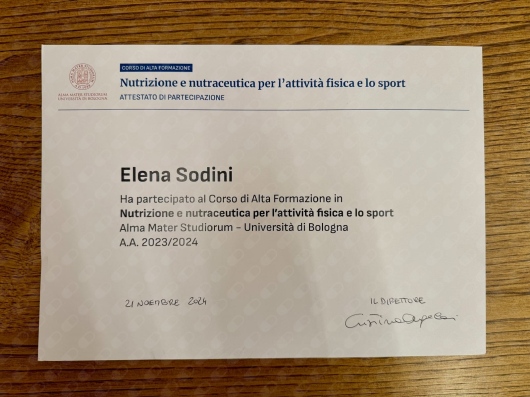 CORSO DI ALTA FORMAZIONE
Nutrizione e nutraceutica per l'attività fisica e lo sport
ATTESTATO DI PARTECIPAZIONE
ALMA MATER STUDIORUM
UNIVERSITÀ DI BOLOGNA
Elena Sodini
Ha partecipato al Corso di Alta Formazione in
Nutrizione e nutraceutica per l'attività fisica e lo sport
Alma Mater Studiorum - Università di Bologna
A.A. 2023/2024
21 NOEMBRE 2024
IL DIRETTORE